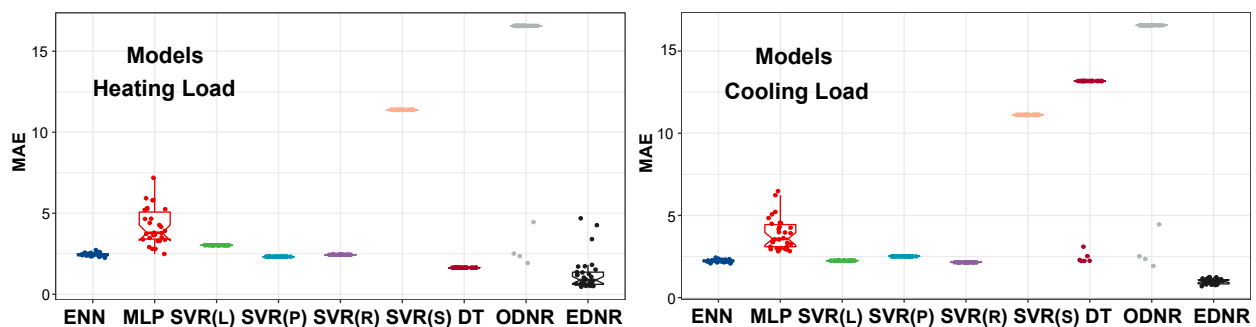 Models
Heating Load
MAE
15
10
5
0
ENN MLP SVR(L) SVR(P) SVR(R) SVR(S) DT ODNR EDNR
Models
Cooling Load
MAE
15
10
5
0
ENN MLP SVR(L) SVR(P) SVR(R) SVR(S) DT ODNR EDNR